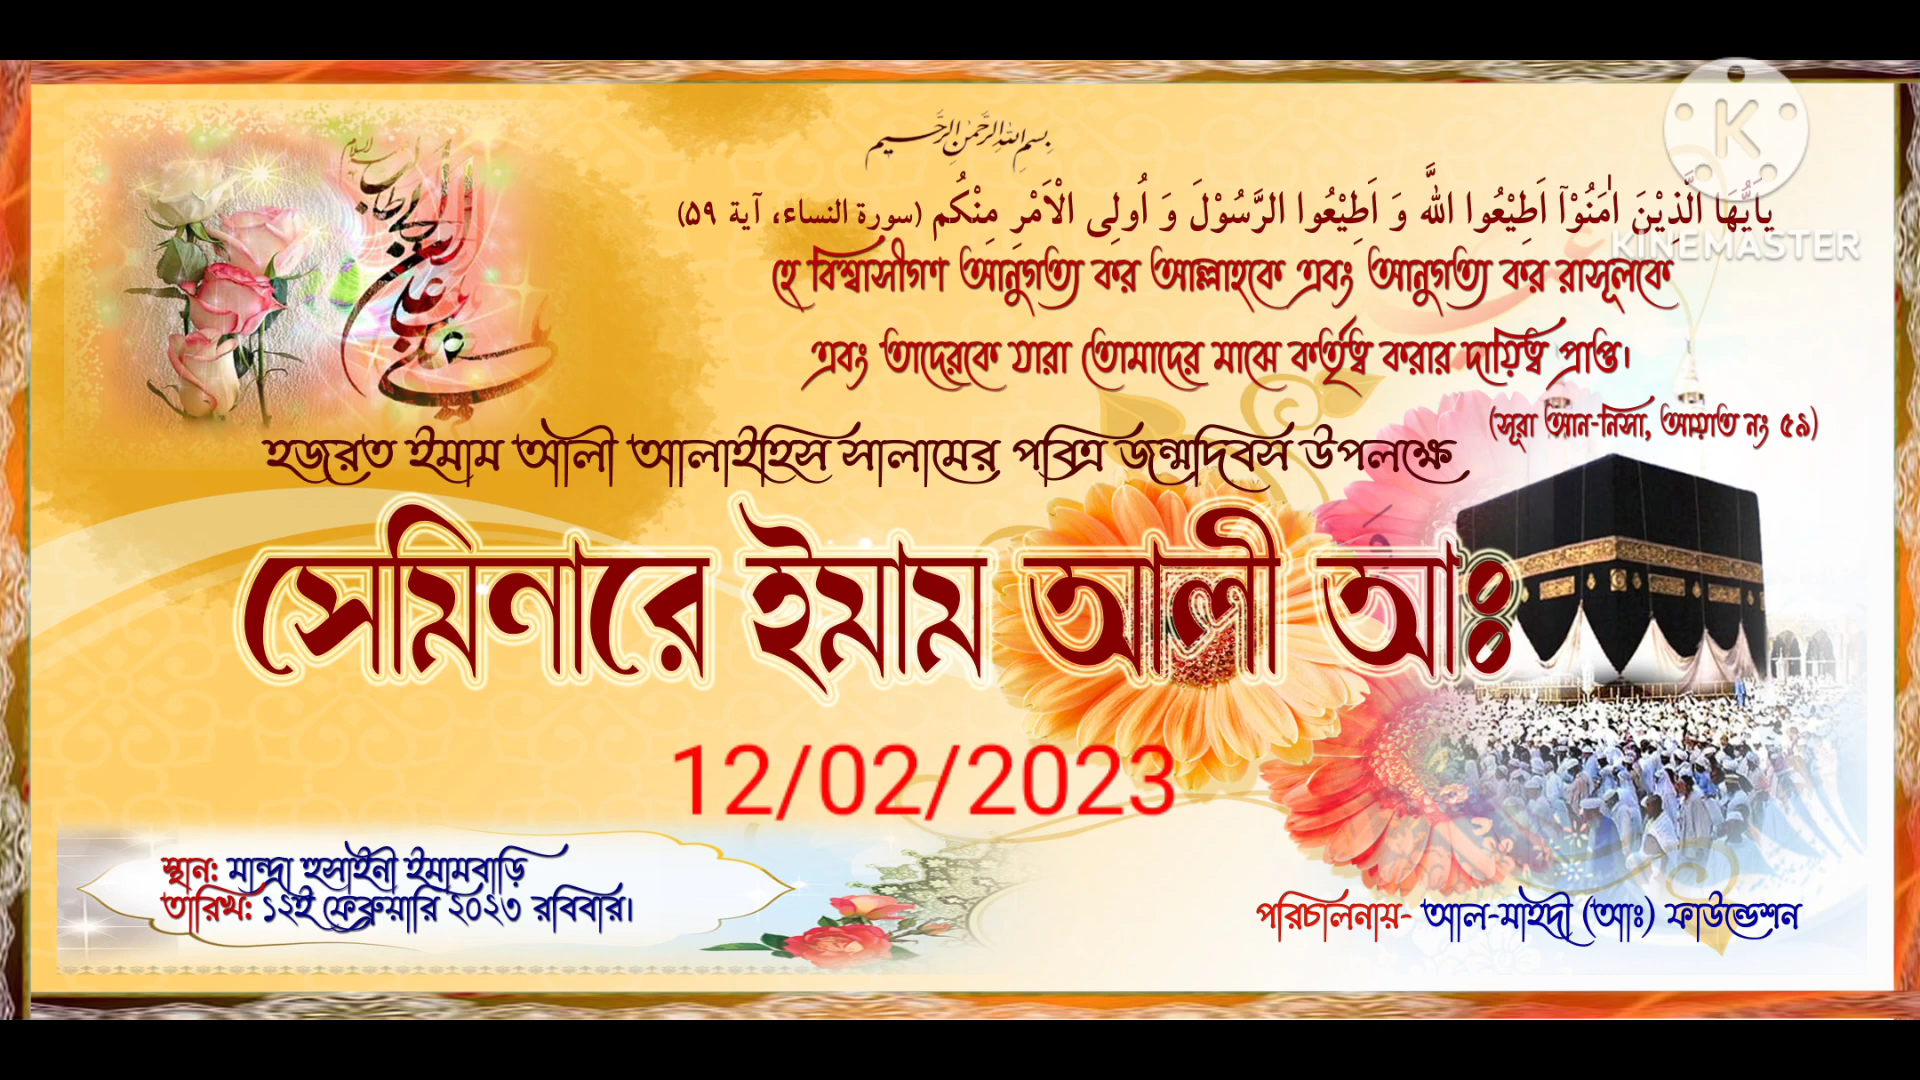 بسم الله الرحمن الرحیم
یٰاَیُّهَا الَّذِیْنَ اٰمَنُوْۤا اَطِیْعُوا اللّٰه وَ اَطِیْعُوا الرَّسُوْلَ وَ اُولِی الْاَمْرِ مِنْكُم (سورة النساء، آية ۵۹)
KINEMASTER
হে বিশ্বাসীগণ আনুগত্য কর আল্লাহকে এবং আনুগত্য কর রাসূলকে
এবং তাদেরকে যারা তোমাদের মাঝে কর্তৃত্ব করার দায়িত্ব প্রাপ্ত।
(সূরা আন-নিসা, আয়াত নং ৫৯)
হজরত ইমাম আলী আলাইহিস সালামের পবিত্র জন্মদিবস উপলক্ষে
সেমিনারে ইমাম আলী আঃ
12/02/2023
স্থান: মান্দ্রা হুসাইনী ইমামবাড়ি
তারিখ: ১২ই ফেব্রুয়ারি ২০২৩ রবিবার।
পরিচালনায়- আল-মাহদী (আঃ) ফাউন্ডেশন